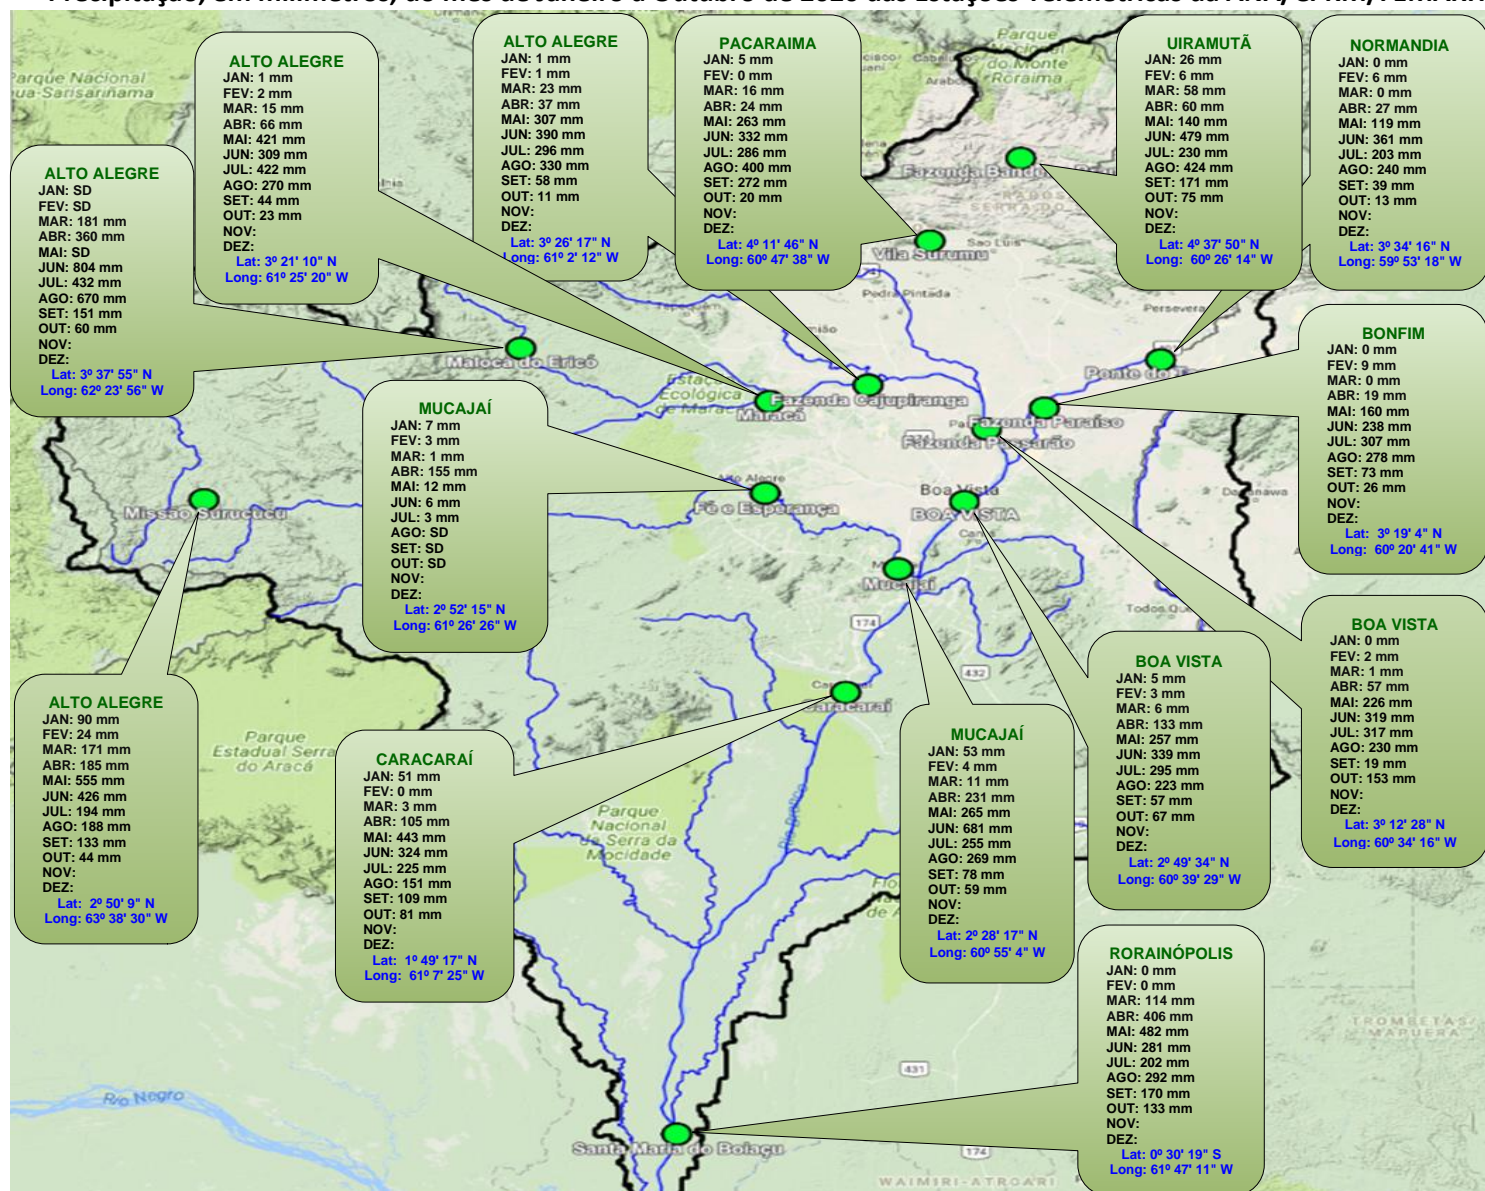 ALTO ALEGRE
JAN: 1 mm
FEV: 2 mm
MAR: 15 mm
ABR: 66 mm
MAI: 421 mm
JUN: 309 mm
JUL: 422 mm
AGO: 270 mm
SET: 44 mm
OUT: 23 mm
NOV:
DEZ:
Lat: 3º 21' 10" N
Long: 61º 25' 20" W
ALTO ALEGRE
JAN: 1 mm
FEV: 1 mm
MAR: 23 mm
ABR: 37 mm
MAI: 307 mm
JUN: 390 mm
JUL: 296 mm
AGO: 330 mm
SET: 58 mm
OUT: 11 mm
NOV:
DEZ:
Lat: 3º 26' 17" N
Long: 61º 2' 12" W
PACARAIMA
JAN: 5 mm
FEV: 0 mm
MAR: 16 mm
ABR: 24 mm
MAI: 263 mm
JUN: 332 mm
JUL: 286 mm
AGO: 400 mm
SET: 272 mm
OUT: 20 mm
NOV:
DEZ:
Lat: 4º 11' 46" N
Long: 60º 47' 38" W
UIRAMUTÃ
JAN: 26 mm
FEV: 6 mm
MAR: 58 mm
ABR: 60 mm
MAI: 140 mm
JUN: 479 mm
JUL: 230 mm
AGO: 424 mm
SET: 171 mm
OUT: 75 mm
NOV:
DEZ:
Lat: 4º 37' 50" N
Long: 60º 26' 14" W
NORMANDIA
JAN: 0 mm
FEV: 6 mm
MAR: 0 mm
ABR: 27 mm
MAI: 119 mm
JUN: 361 mm
JUL: 203 mm
AGO: 240 mm
SET: 39 mm
OUT: 13 mm
NOV:
DEZ:
Lat: 3º 34' 16" N
Long: 59º 53' 18" W
ALTO ALEGRE
JAN: SD
FEV: SD
MAR: 181 mm
ABR: 360 mm
MAI: SD
JUN: 804 mm
JUL: 432 mm
AGO: 670 mm
SET: 151 mm
OUT: 60 mm
NOV:
DEZ:
Lat: 3º 37' 55" N
Long: 62º 23' 56" W
BONFIM
JAN: 0 mm
FEV: 9 mm
MAR: 0 mm
ABR: 19 mm
MAI: 160 mm
JUN: 238 mm
JUL: 307 mm
AGO: 278 mm
SET: 73 mm
OUT: 26 mm
NOV:
DEZ:
Lat: 3º 19' 4" N
Long: 60º 20' 41" W
MUCAJAÍ
JAN: 7 mm
FEV: 3 mm
MAR: 1 mm
ABR: 155 mm
MAI: 12 mm
JUN: 6 mm
JUL: 3 mm
AGO: SD
SET: SD
OUT: SD
NOV:
DEZ:
Lat: 2º 52' 15" N
Long: 61º 26' 26" W
BOA VISTA
JAN: 0 mm
FEV: 2 mm
MAR: 1 mm
ABR: 57 mm
MAI: 226 mm
JUN: 319 mm
JUL: 317 mm
AGO: 230 mm
SET: 19 mm
OUT: 153 mm
NOV:
DEZ:
Lat: 3º 12' 28" N
Long: 60º 34' 16" W
BOA VISTA
JAN: 5 mm
FEV: 3 mm
MAR: 6 mm
ABR: 133 mm
MAI: 257 mm
JUN: 339 mm
JUL: 295 mm
AGO: 223 mm
SET: 57 mm
OUT: 67 mm
NOV:
DEZ:
Lat: 2º 49' 34" N
Long: 60º 39' 29" W
ALTO ALEGRE
JAN: 90 mm
FEV: 24 mm
MAR: 171 mm
ABR: 185 mm
MAI: 555 mm
JUN: 426 mm
JUL: 194 mm
AGO: 188 mm
SET: 133 mm
OUT: 44 mm
NOV:
DEZ:
Lat: 2º 50' 9" N
Long: 63º 38' 30" W
CARACARAÍ
JAN: 51 mm
FEV: 0 mm
MAR: 3 mm
ABR: 105 mm
MAI: 443 mm
JUN: 324 mm
JUL: 225 mm
AGO: 151 mm
SET: 109 mm
OUT: 81 mm
NOV:
DEZ:
Lat: 1º 49' 17" N
Long: 61º 7' 25" W
MUCAJAÍ
JAN: 53 mm
FEV: 4 mm
MAR: 11 mm
ABR: 231 mm
MAI: 265 mm
JUN: 681 mm
JUL: 255 mm
AGO: 269 mm
SET: 78 mm
OUT: 59 mm
NOV:
DEZ:
Lat: 2º 28' 17" N
Long: 60º 55' 4" W
RORAINÓPOLIS
JAN: 0 mm
FEV: 0 mm
MAR: 114 mm
ABR: 406 mm
MAI: 482 mm
JUN: 281 mm
JUL: 202 mm
AGO: 292 mm
SET: 170 mm
OUT: 133 mm
NOV:
DEZ:
Lat: 0º 30' 19" S
Long: 61º 47' 11" W
Parque Nacional
Parque
Nacional
do Monte
Roraima
Vila Surumu
Sao Luis
Pedra Pintada
Maloca do Ericó
Ecológica
Maracá
Fazenda Cajupiranga
Fazenda Paraíso
Fazenda Passarão
Missão Surucucu
Fé e Esperança
Boa Vista
BOA VISTA
Mucajaí
174
432
Caracaraí
Parque
Estadual Serra
do Aracá
Parque
Nacional
da Serra da
Mocidade
Rio Branco
Rio Negro
431
Santa Maria do Boiaçu
174
TROMBETAS/
MAPUERA
WAIMIRI-ATROARI